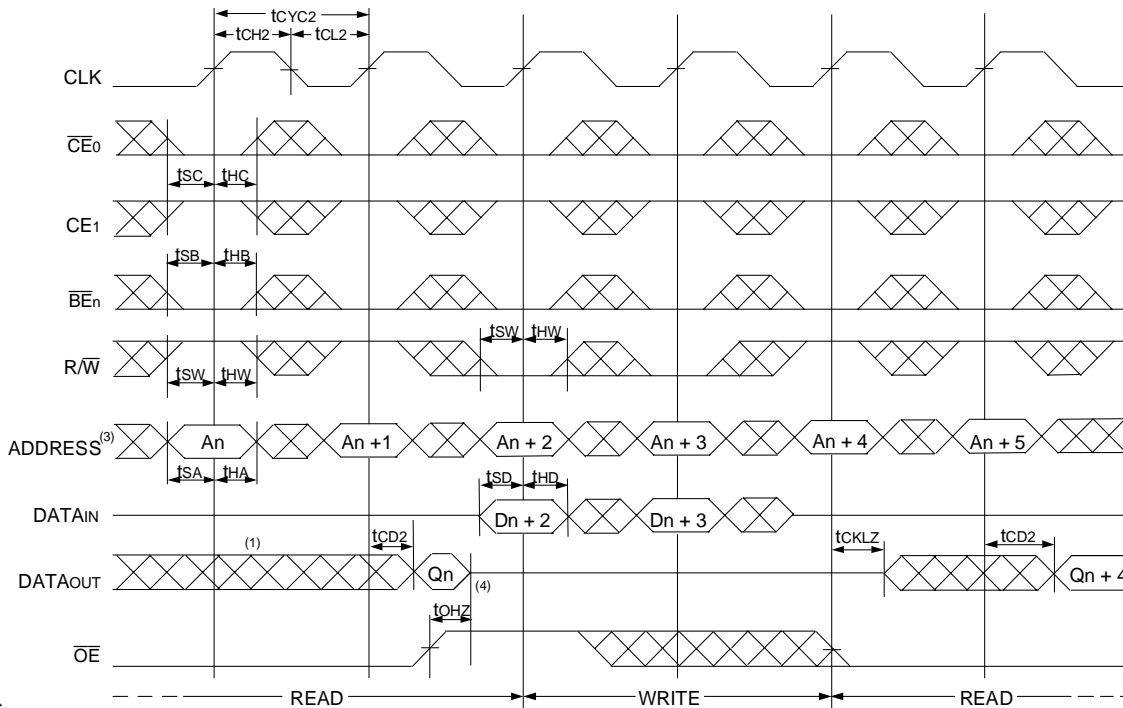 tCYC2
tCH2 tCL2
CLK
CE0
tSC tHC
CE1
tSB tHB
BEn
tSW tHW
R/W
tSW tHW
ADDRESS(3) An An +1 An + 2 An + 3 An + 4 An + 5
tSA tHA tSD tHD
DATAIN Dn + 2 Dn + 3
(1) tCD2 tCKLZ tCD2
DATAOUT Qn (4) Qn + 4
tOHZ
OE
READ WRITE READ